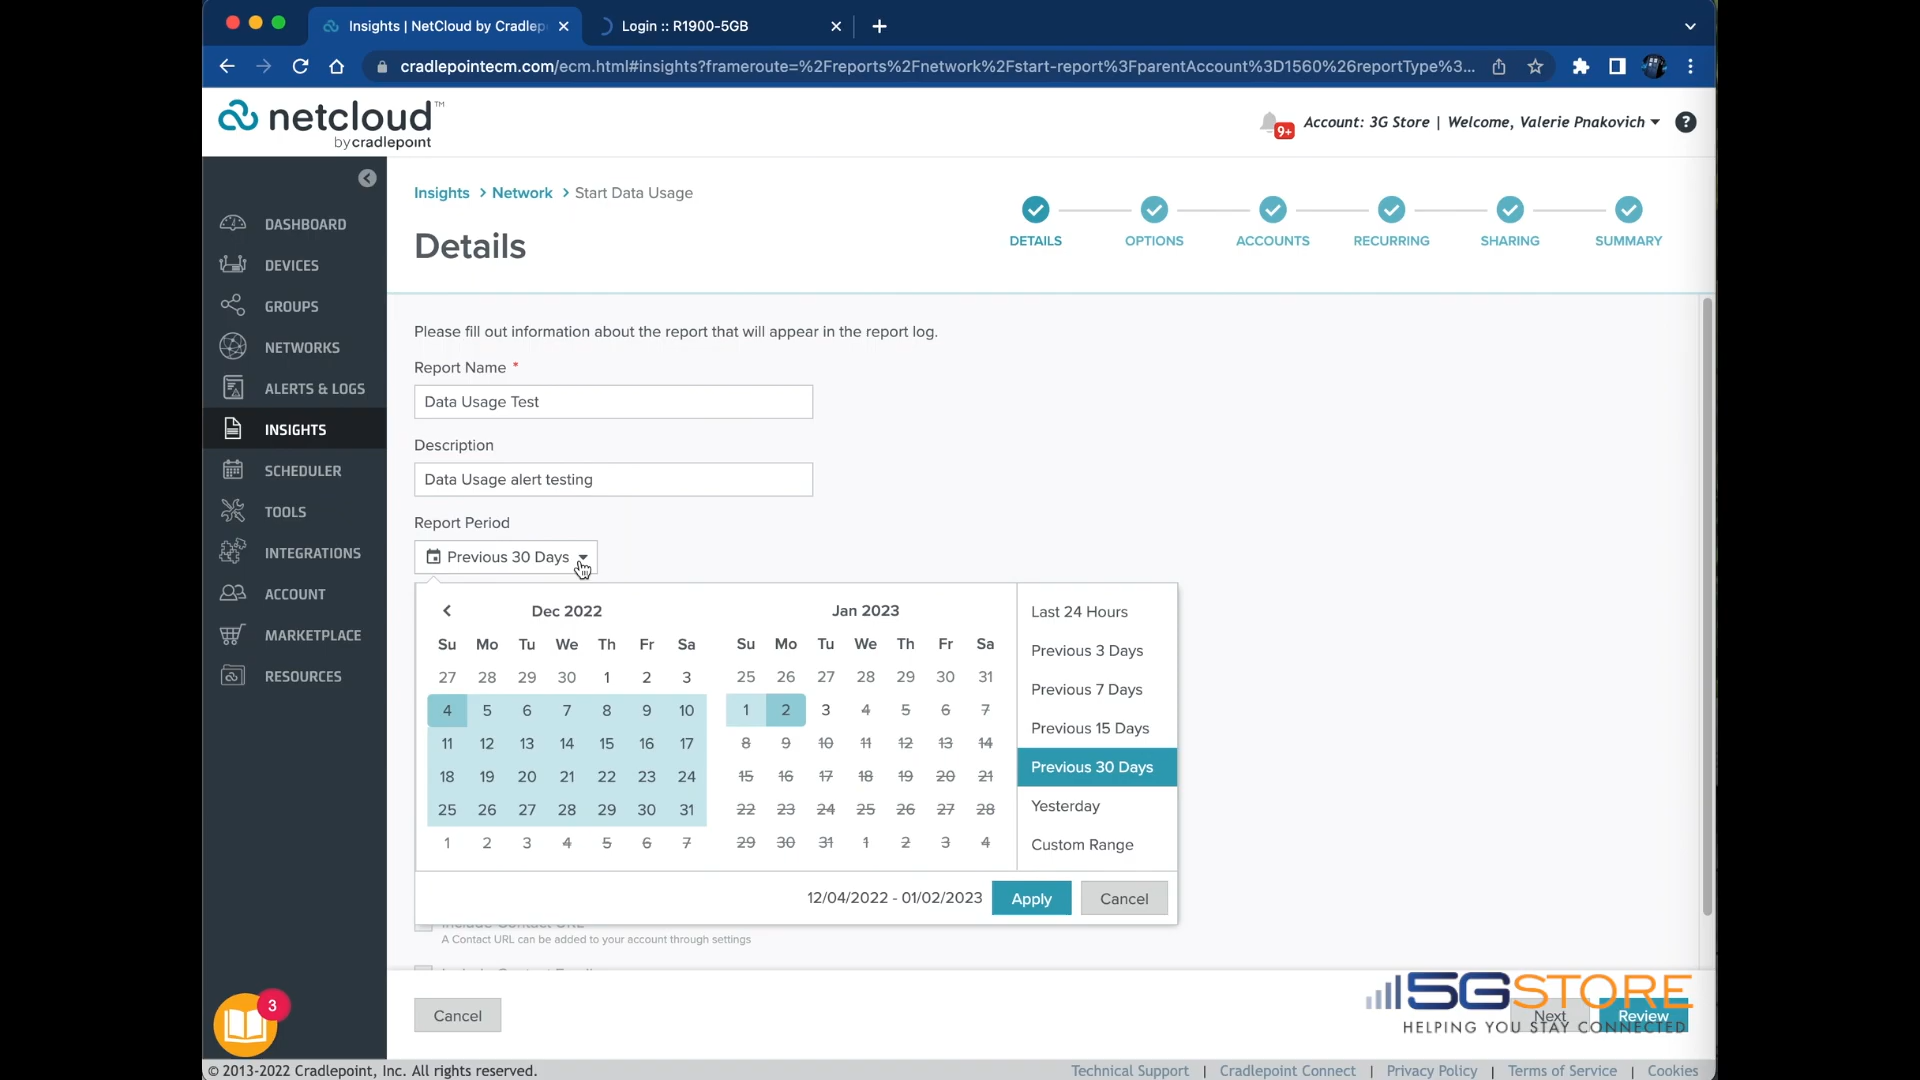 Insights | NetCloud by Cradlep
Login :: R1900-5GB
cradlepointecm.com/ecm.html#insights?frameroute=%2Freports%2Fnetwork%2Fstart-report%3FparentAccount%3D1560%26reportType%3...
netcloud™
by cradlepoint
9+
Account: 3G Store | Welcome, Valerie Pnakovich
?
DASHBOARD
DEVICES
GROUPS
NETWORKS
ALERTS & LOGS
INSIGHTS
SCHEDULER
TOOLS
INTEGRATIONS
ACCOUNT
MARKETPLACE
RESOURCES
3
Insights > Network > Start Data Usage
Details
DETAILS OPTIONS ACCOUNTS RECURRING SHARING SUMMARY
Please fill out information about the report that will appear in the report log.
Report Name *
Data Usage Test
Description
Data Usage alert testing
Report Period
Previous 30 Days
Dec 2022
Su Mo Tu We Th Fr Sa
27 28 29 30 1 2 3
4 5 6 7 8 9 10
11 12 13 14 15 16 17
18 19 20 21 22 23 24
25 26 27 28 29 30 31
1 2 3 4 5 6 7
Jan 2023
Su Mo Tu We Th Fr Sa
25 26 27 28 29 30 31
1 2 3 4 5 6 7
8 9 10 11 12 13 14
15 16 17 18 19 20 21
22 23 24 25 26 27 28
29 30 31 1 2 3 4
Last 24 Hours
Previous 3 Days
Previous 7 Days
Previous 15 Days
Previous 30 Days
Yesterday
Custom Range
12/04/2022 - 01/02/2023 Apply Cancel
Include Contact URL
A Contact URL can be added to your account through settings
Cancel
Next
Review
5GSTORE
HELPING YOU STAY CONNECTED
© 2013-2022 Cradlepoint, Inc. All rights reserved.
Technical Support | Cradlepoint Connect | Privacy Policy | Terms of Service | Cookies